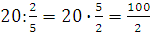 20:2/5 = 20·5/2 = 100/2